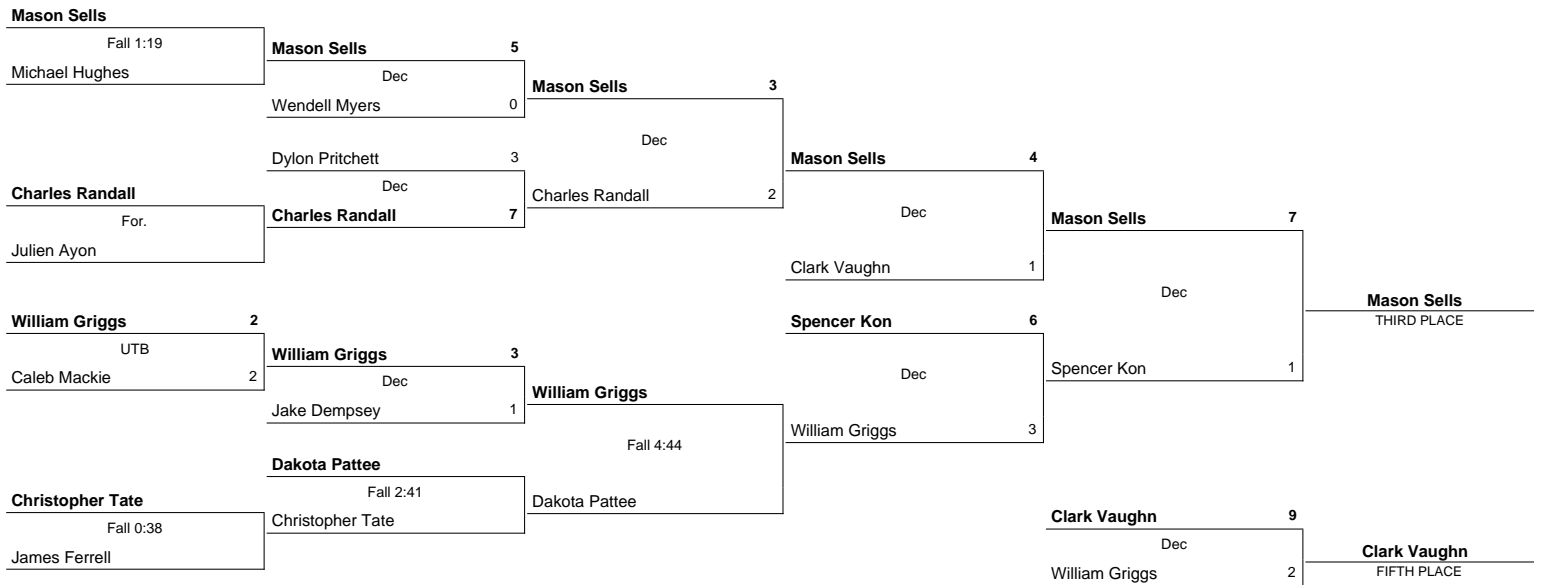 Mason Sells
Fall 1:19
Michael Hughes
Mason Sells 5
Dec
Wendell Myers 0
Mason Sells 3
Dec
Charles Randall 2
Dylon Pritchett 3
Dec
Charles Randall 7
Charles Randall
For.
Julien Ayon
Mason Sells 4
Dec
Clark Vaughn 1
Mason Sells 7
Dec
Spencer Kon 1
Mason Sells
THIRD PLACE
William Griggs 2
UTB
Caleb Mackie 2
William Griggs 3
Dec
Jake Dempsey 1
William Griggs
Fall 4:44
Dakota Pattee
Spencer Kon 6
Dec
William Griggs 3
Dakota Pattee
Fall 2:41
Christopher Tate
Christopher Tate
Fall 0:38
James Ferrell
Clark Vaughn 9
Dec
William Griggs 2
Clark Vaughn
FIFTH PLACE